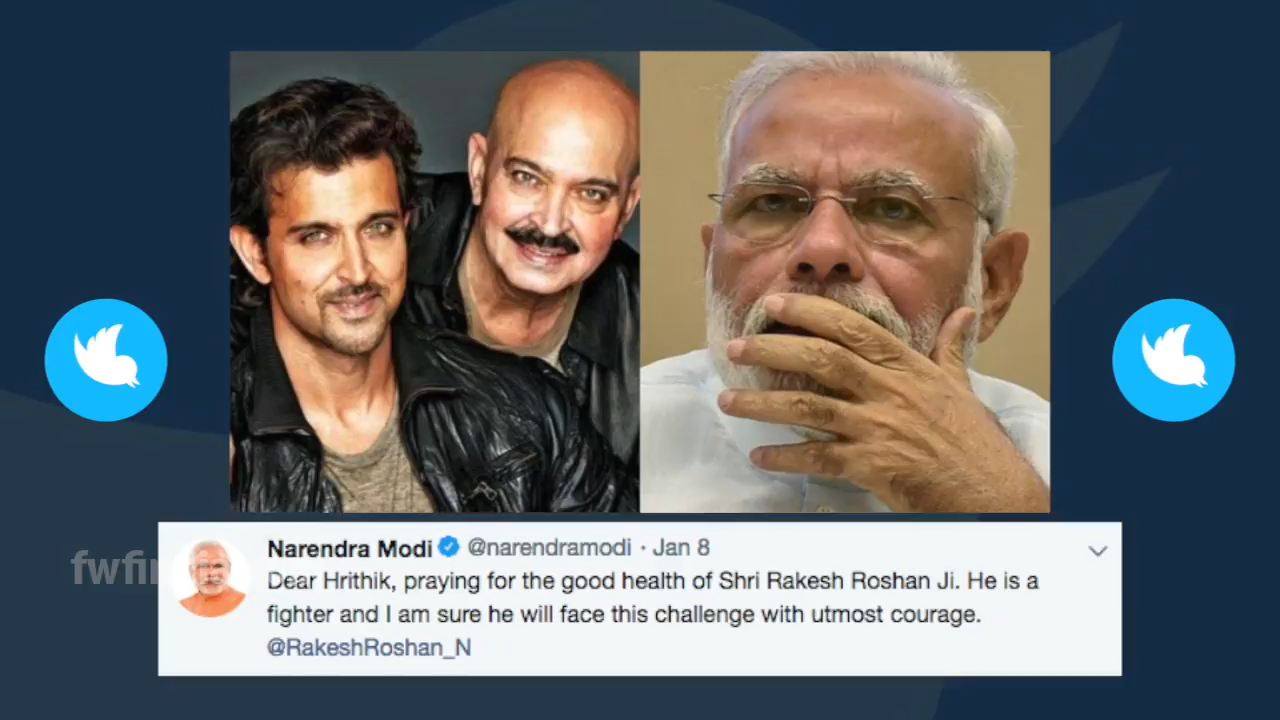 Narendra Modi @narendramodi · Jan 8
Dear Hrithik, praying for the good health of Shri Rakesh Roshan Ji. He is a
fighter and I am sure he will face this challenge with utmost courage.
@RakeshRoshan_N